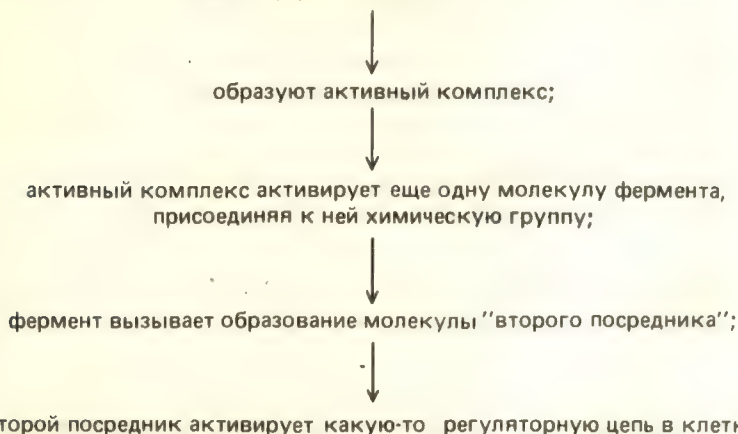 образуют активный комплекс;
активный комплекс активирует еще одну молекулу фермента,
присоединяя к ней химическую группу;
фермент вызывает образование молекулы "второго посредника";
второй посредник активирует какую-то регуляторную цепь в